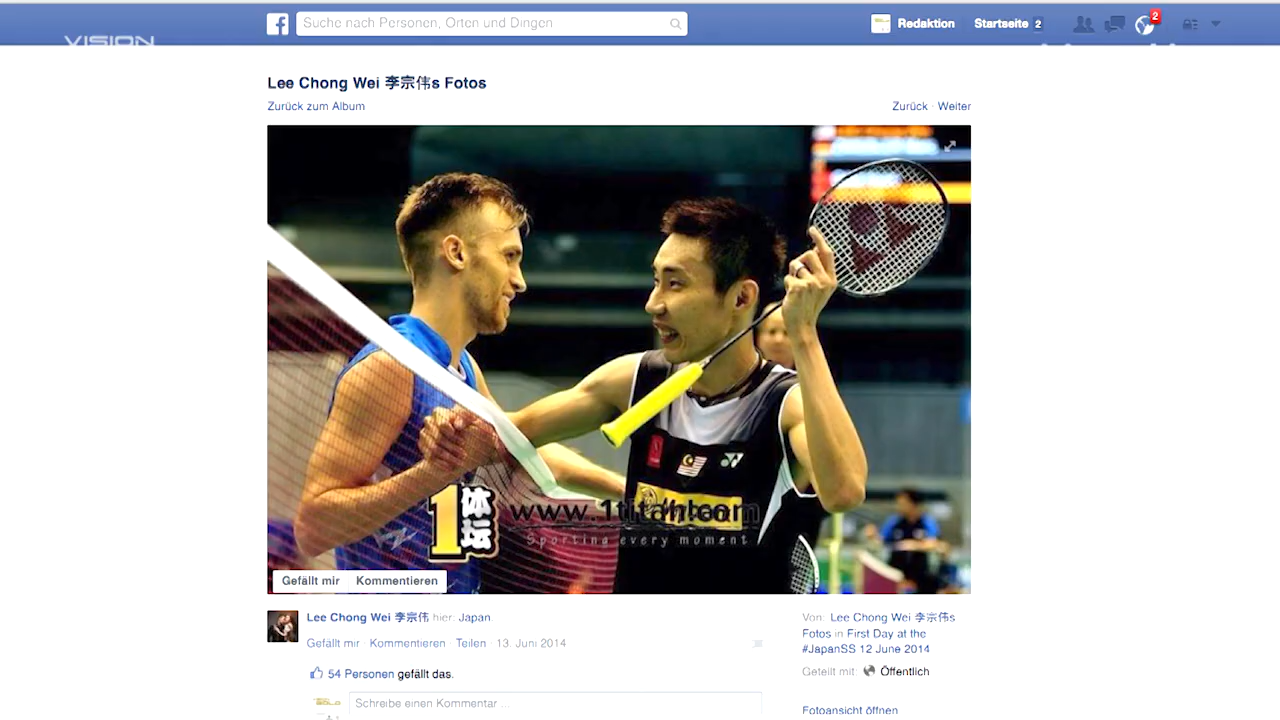 VISION
Suche nach Personen, Orten und Dingen
Redaktion
Startseite 2
2
Lee Chong Wei 李宗伟s Fotos
Zurück zum Album
Zurück · Weiter
1体坛
Sporting every moment
Gefällt mir
Kommentieren
Lee Chong Wei 李宗伟 hier: Japan
Gefällt mir · Kommentieren · Teilen · 13. Juni 2014
54 Personen gefällt das.
Schreibe einen Kommentar ...
Von: Lee Chong Wei 李宗伟s
Fotos in First Day at the
#JapanSS 12 June 2014
Geteilt mit: Öffentlich
Fotoansicht öffnen